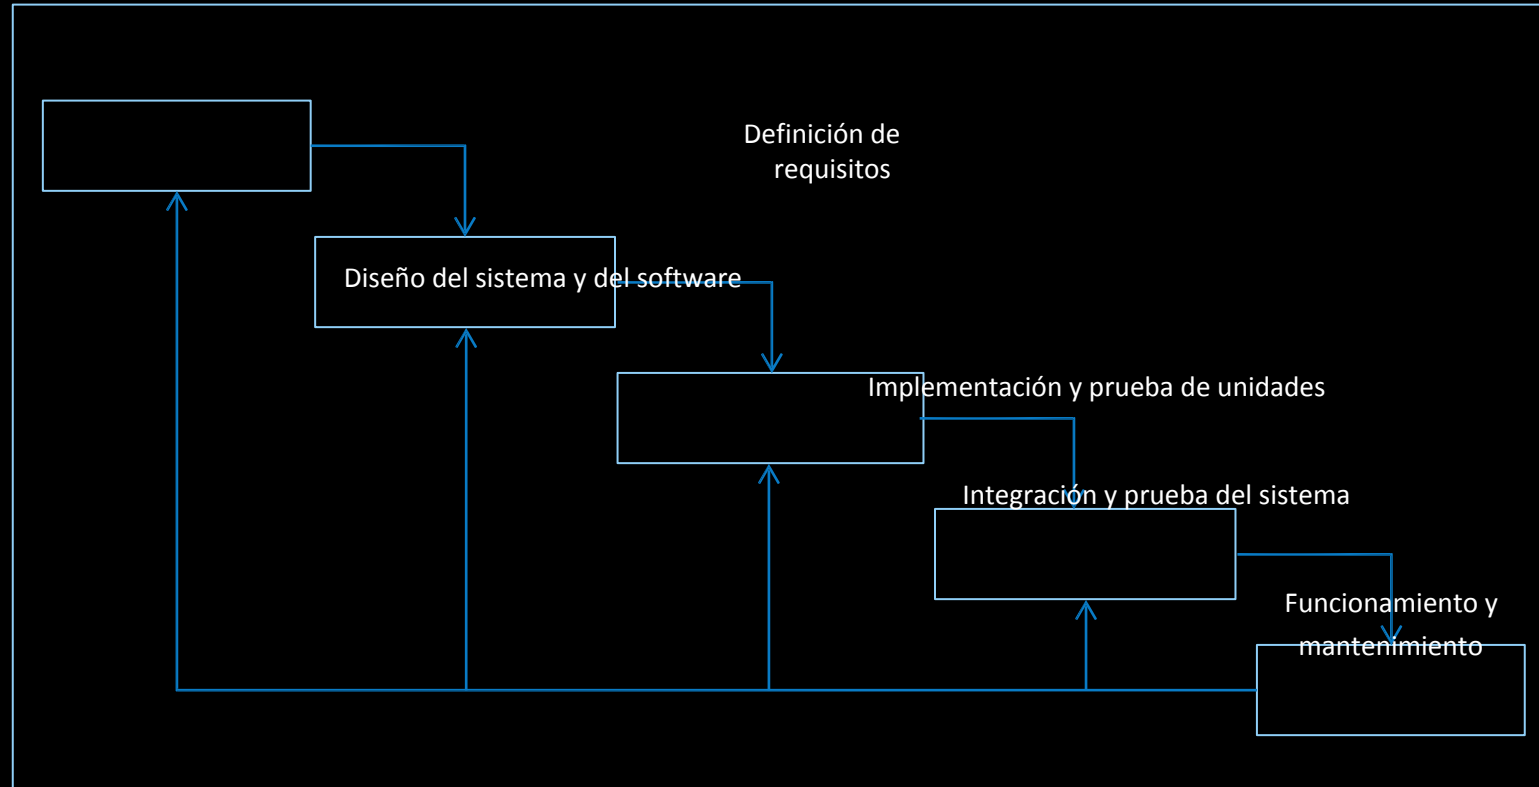 Definición de
requisitos
Diseño del sistema y del software
Implementación y prueba de unidades
Integración y prueba del sistema
Funcionamiento y
mantenimiento